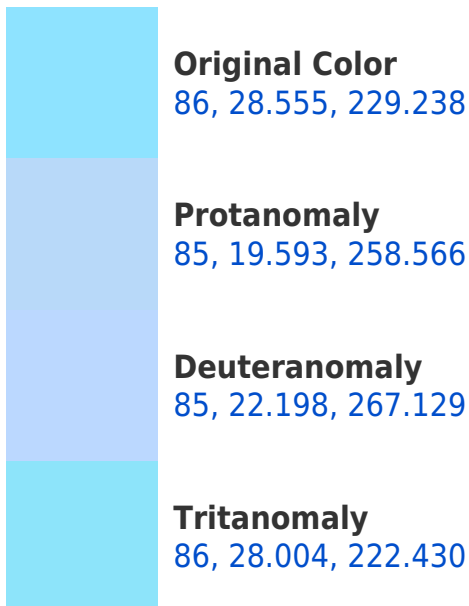 Original Color
86, 28.555, 229.238
Protanomaly
85, 19.593, 258.566
Deuteranomaly
85, 22.198, 267.129
Tritanomaly
86, 28.004, 222.430